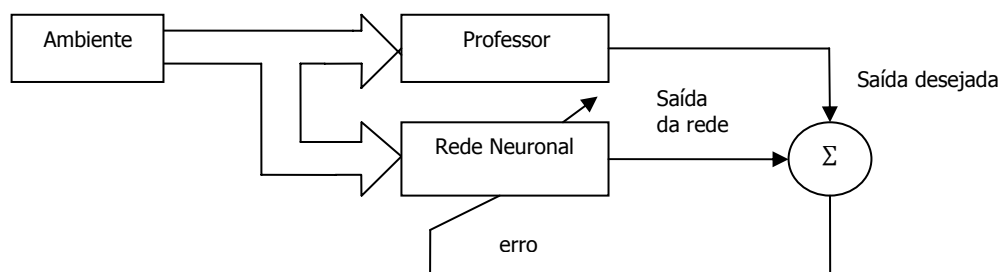 Ambiente
Professor
Saída desejada
Saída
da rede
Rede Neuronal
Σ
erro